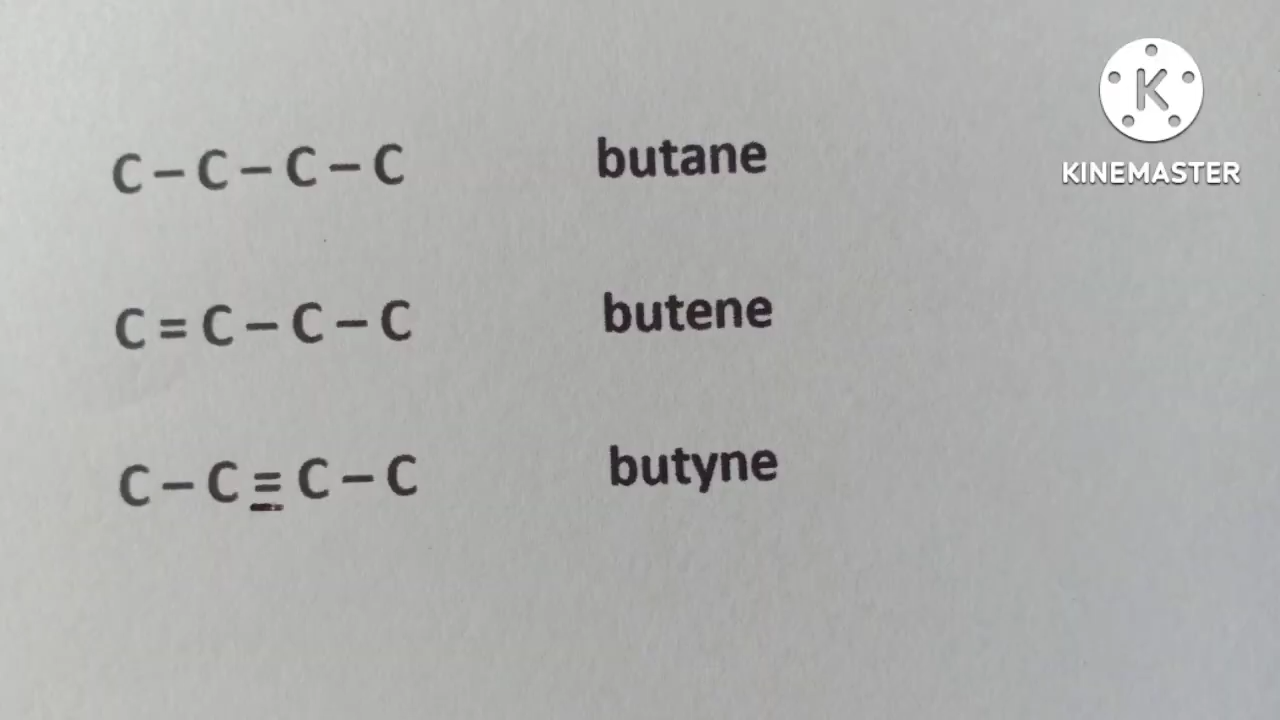 C – C – C – C butane
K
KINEMASTER
C = C – C – C butene
C – C ≡ C – C butyne